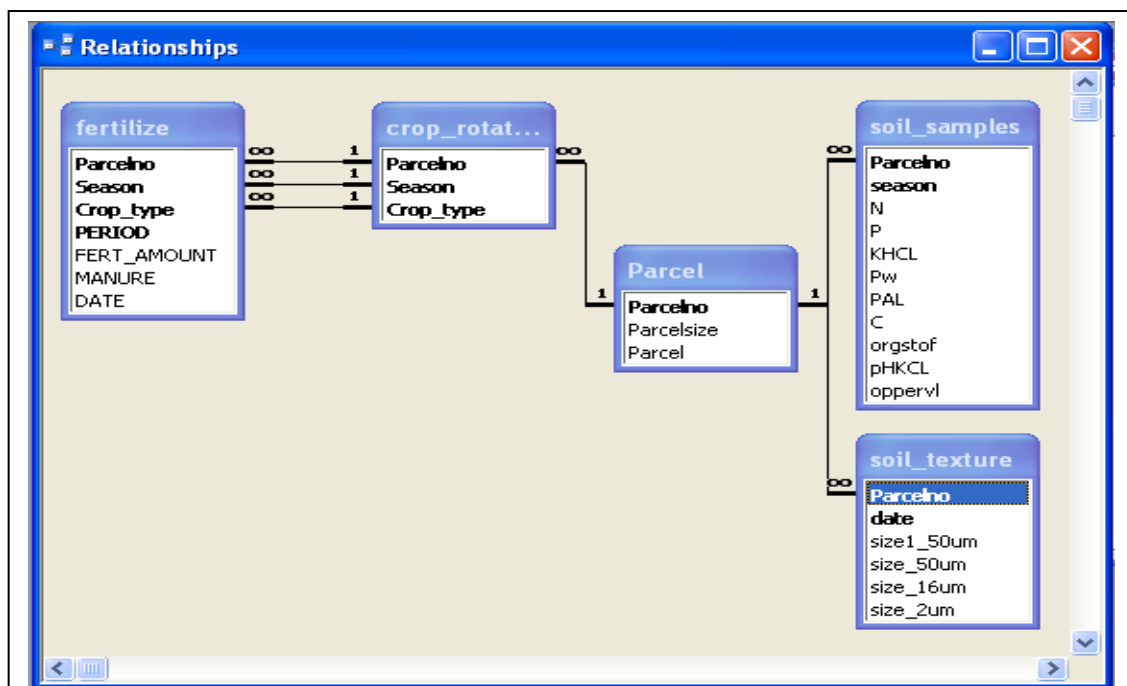 Relationships
fertilize
Parcelno
Season
Crop_type
PERIOD
FERT_AMOUNT
MANURE
DATE
∞ 1
∞ 1
∞ 1
crop_rotat...
Parcelno
Season
Crop_type
∞
1
Parcel
Parcelno
Parcelsize
Parcel
1
∞
soil_samples
Parcelno
season
N
P
KHCL
Pw
PAL
C
orgstof
pHKCL
oppervl
∞
soil_texture
Parcelno
date
size1_50um
size_50um
size_16um
size_2um